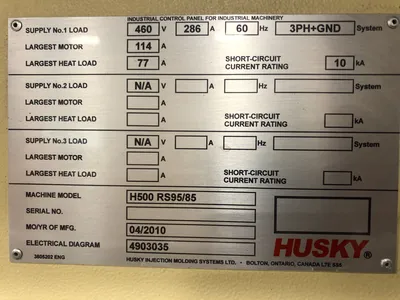 INDUSTRIAL CONTROL PANEL FOR INDUSTRIAL MACHINERY
SUPPLY No.1 LOAD 460 V 286 A 60 Hz 3PH+GND System
LARGEST MOTOR 114 A
LARGEST HEAT LOAD 77 A SHORT-CIRCUIT CURRENT RATING 10 kA
SUPPLY No.2 LOAD N/A V A Hz System
LARGEST MOTOR A
LARGEST HEAT LOAD A SHORT-CIRCUIT CURRENT RATING kA
SUPPLY No.3 LOAD N/A V A Hz System
LARGEST MOTOR A
LARGEST HEAT LOAD A SHORT-CIRCUIT CURRENT RATING kA
MACHINE MODEL H500 RS95/85
SERIAL NO.
MO/YR OF MFG. 04/2010
ELECTRICAL DIAGRAM 4903035
HUSKY®
HUSKY INJECTION MOLDING SYSTEMS LTD. · BOLTON, ONTARIO, CANADA L7E 5S5